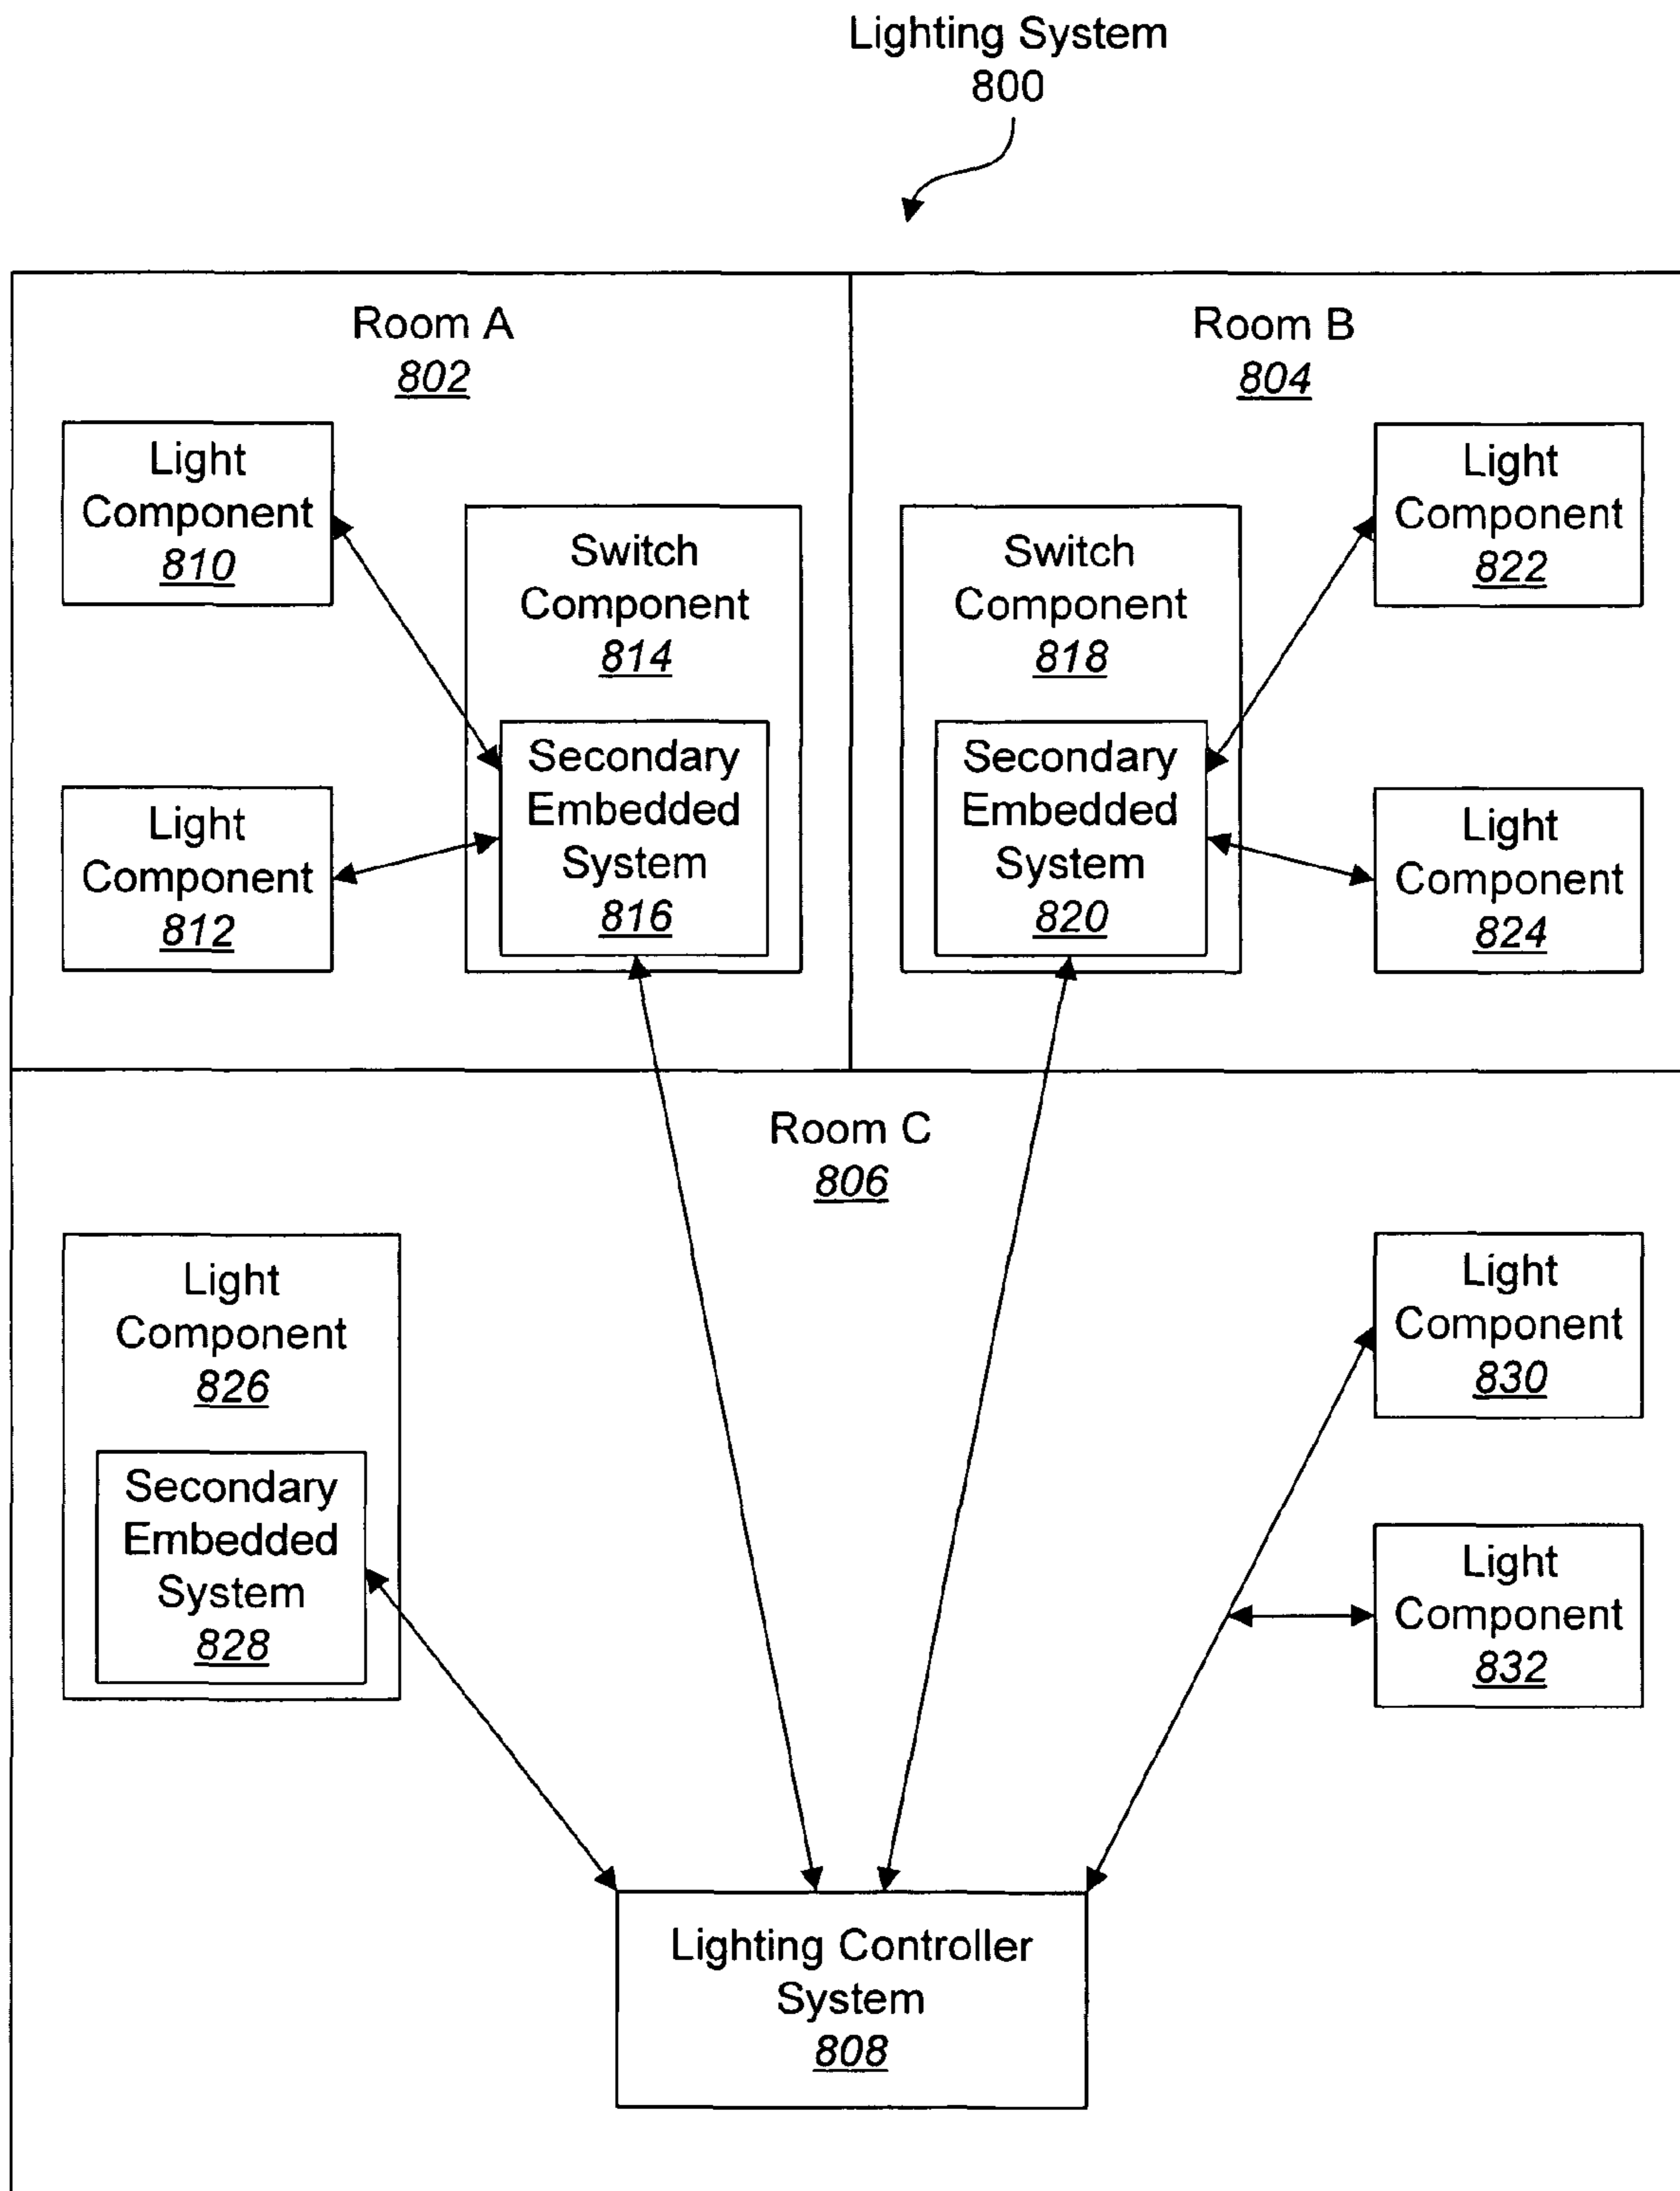 Lighting System
800
Room A
802
Room B
804
Light
Component
810
Switch
Component
814
Secondary
Embedded
System
816
Light
Component
812
Switch
Component
818
Secondary
Embedded
System
820
Light
Component
822
Light
Component
824
Room C
806
Light
Component
826
Secondary
Embedded
System
828
Light
Component
830
Light
Component
832
Lighting Controller
System
808